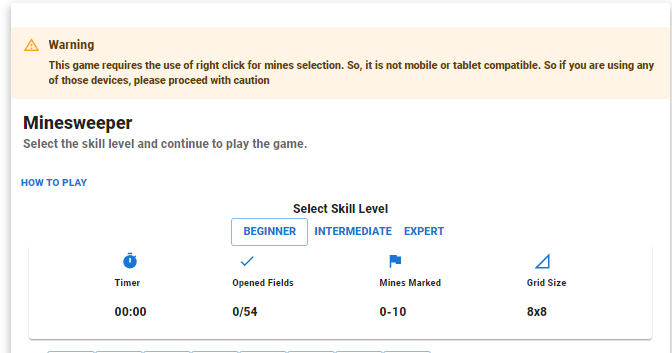 Warning
This game requires the use of right click for mines selection. So, it is not mobile or tablet compatible. So if you are using any
of those devices, please proceed with caution
Minesweeper
Select the skill level and continue to play the game.
HOW TO PLAY
Select Skill Level
BEGINNER INTERMEDIATE EXPERT
Timer Opened Fields Mines Marked Grid Size
00:00 0/54 0-10 8x8